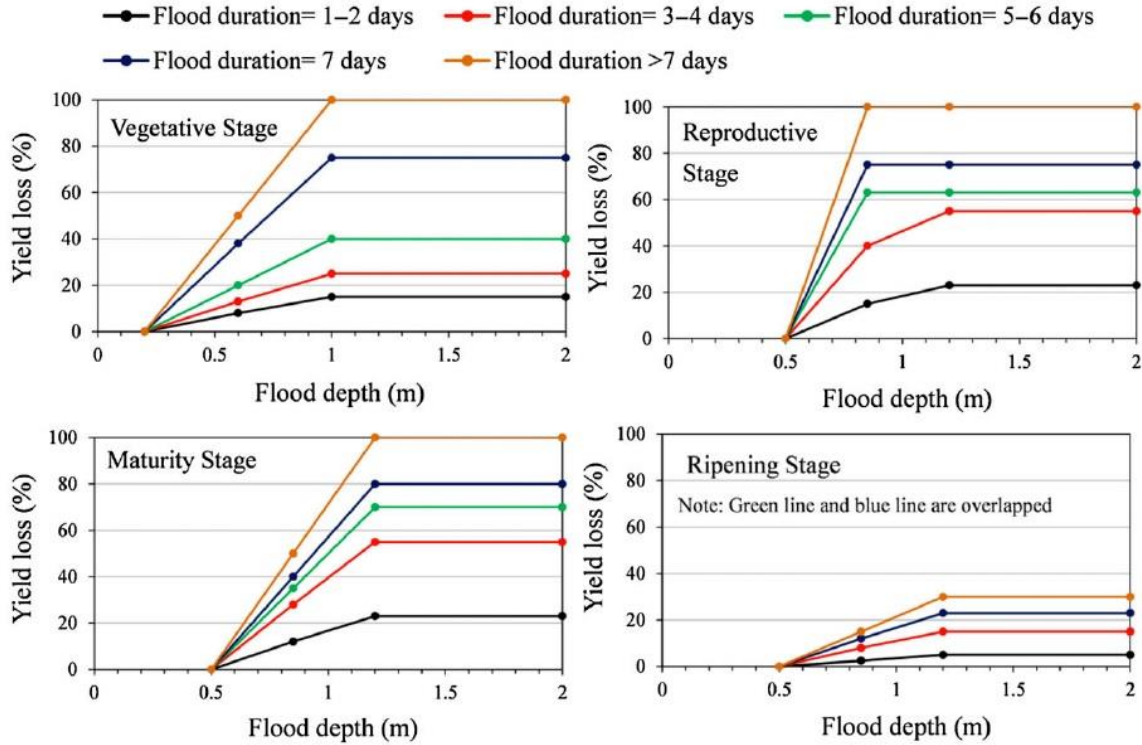 Flood duration= 1–2 days Flood duration= 3–4 days Flood duration= 5–6 days
Flood duration= 7 days Flood duration >7 days
Vegetative Stage
Yield loss (%)
100
80
60
40
20
0
0 0.5 1 1.5 2
Flood depth (m)
Reproductive
Stage
Yield loss (%)
100
80
60
40
20
0
0 0.5 1 1.5 2
Flood depth (m)
Maturity Stage
Yield loss (%)
100
80
60
40
20
0
0 0.5 1 1.5 2
Flood depth (m)
Ripening Stage
Note: Green line and blue line are overlapped
Yield loss (%)
100
80
60
40
20
0
0 0.5 1 1.5 2
Flood depth (m)